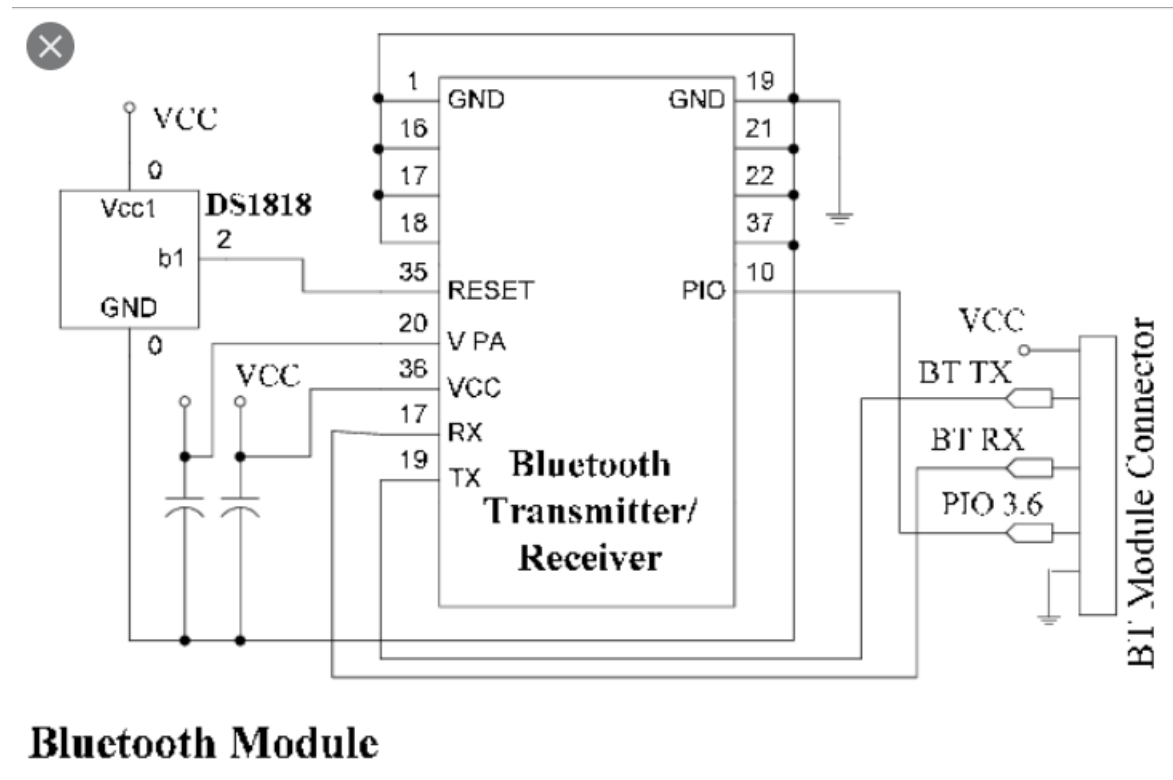 VCC
0
Vcc1
DS1818
b1
2
GND
0
VCC
1
GND
16
17
18
35
RESET
20
V PA
36
VCC
17
RX
19
TX
19
GND
21
22
37
10
PIO
Bluetooth
Transmitter/
Receiver
VCC
BT TX
BT RX
PIO 3.6
BT Module Connector
Bluetooth Module